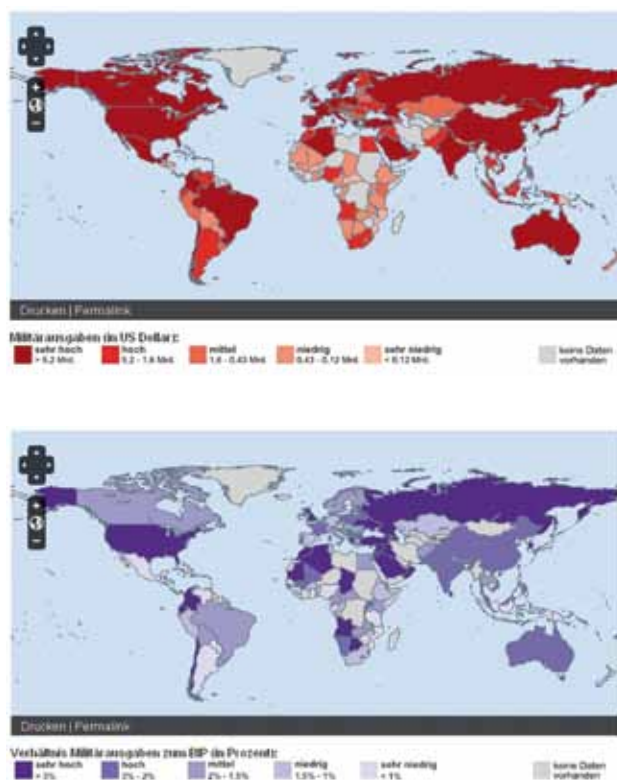 Drucken | Permalink
Militärausgaben (in US Dollar):
sehr hoch hoch mittel niedrig sehr niedrig keine Daten
> 5.2 Mrd. 5.2 - 1.6 Mrd. 1.6 - 0.43 Mrd. 0.43 - 0.12 Mrd. < 0.12 Mrd. vorhanden
Drucken | Permalink
Verhältnis Militärausgaben zum BIP (in Prozent):
sehr hoch hoch mittel niedrig sehr niedrig keine Daten
> 3% 3% - 2% 2% - 1.5% 1.5% - 1% < 1% vorhanden